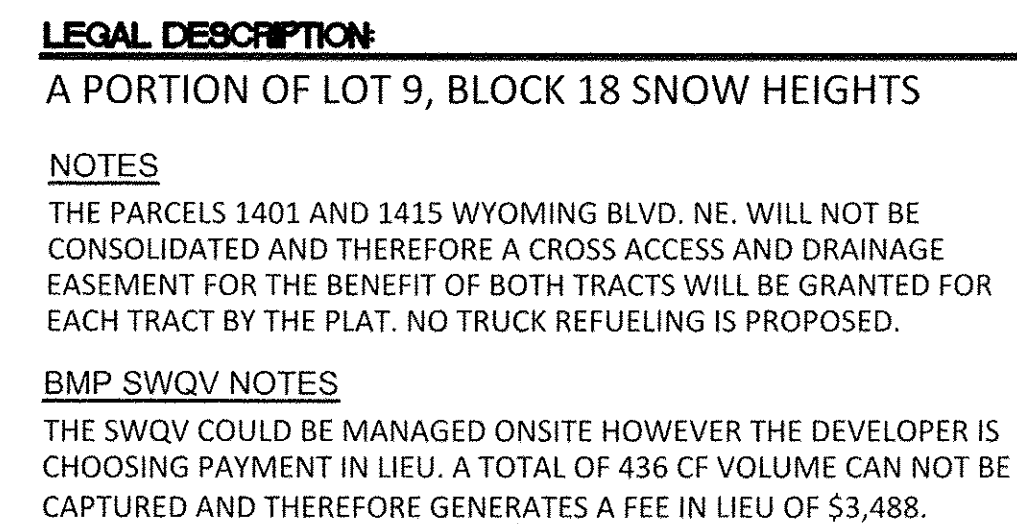 LEGAL DESCRIPTION:
A PORTION OF LOT 9, BLOCK 18 SNOW HEIGHTS
NOTES
THE PARCELS 1401 AND 1415 WYOMING BLVD. NE. WILL NOT BE
CONSOLIDATED AND THEREFORE A CROSS ACCESS AND DRAINAGE
EASEMENT FOR THE BENEFIT OF BOTH TRACTS WILL BE GRANTED FOR
EACH TRACT BY THE PLAT. NO TRUCK REFUELING IS PROPOSED.
BMP SWQV NOTES
THE SWQV COULD BE MANAGED ONSITE HOWEVER THE DEVELOPER IS
CHOOSING PAYMENT IN LIEU. A TOTAL OF 436 CF VOLUME CAN NOT BE
CAPTURED AND THEREFORE GENERATES A FEE IN LIEU OF $3,488.